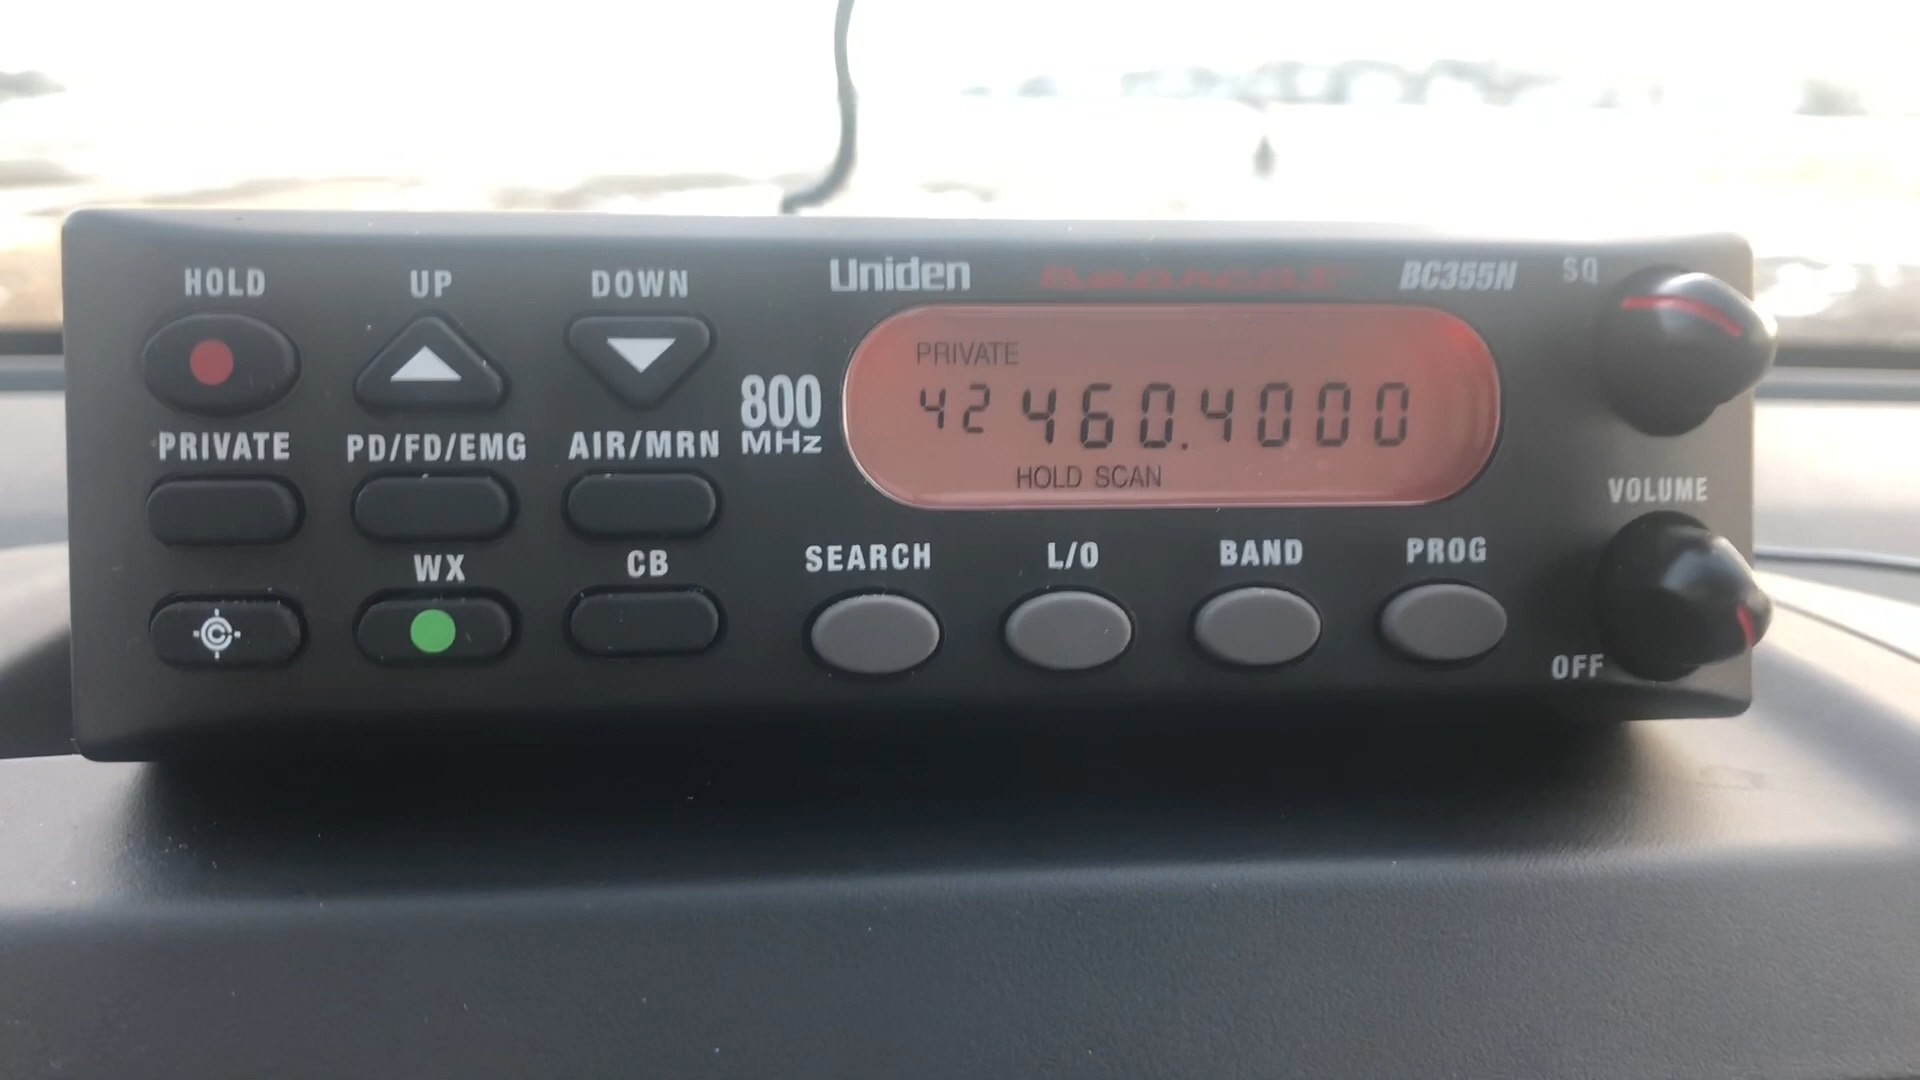 Uniden Bearcat BC355N SQ
HOLD UP DOWN
PRIVATE
800 MHz
42 460.4000
HOLD SCAN
PRIVATE PD/FD/EMG AIR/MRN
VOLUME
WX CB
SEARCH L/O BAND PROG
C
OFF